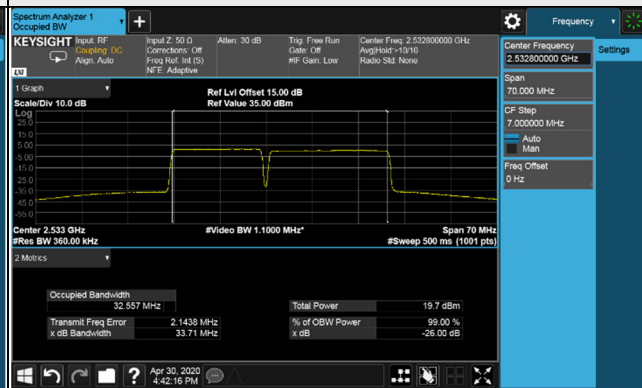 Spectrum Analyzer 1
Occupied BW
Frequency
KEYSIGHT
Input: RF
Coupling: DC
Align: Auto
Input Z: 50 Ω
Corrections: Off
Freq Ref: Int (S)
NFE: Adaptive
Atten: 30 dB
Trig: Free Run
Gate: Off
#IF Gain: Low
Center Freq: 2.532800000 GHz
Avg|Hold:>10/10
Radio Std: None
LXI
1 Graph
Scale/Div 10.0 dB
Ref Lvl Offset 15.00 dB
Ref Value 35.00 dBm
Log
25.0
15.0
5.00
-5.00
-15.0
-25.0
-35.0
-45.0
-55.0
Center 2.533 GHz
#Res BW 360.00 kHz
#Video BW 1.1000 MHz*
Span 70 MHz
#Sweep 500 ms (1001 pts)
2 Metrics
Occupied Bandwidth
32.557 MHz
Transmit Freq Error 2.1438 MHz
x dB Bandwidth 33.71 MHz
Total Power 19.7 dBm
% of OBW Power 99.00 %
x dB -26.00 dB
Apr 30, 2020
4:42:16 PM
Center Frequency
2.532800000 GHz
Settings
Span
70.000 MHz
CF Step
7.000000 MHz
Auto
Man
Freq Offset
0 Hz